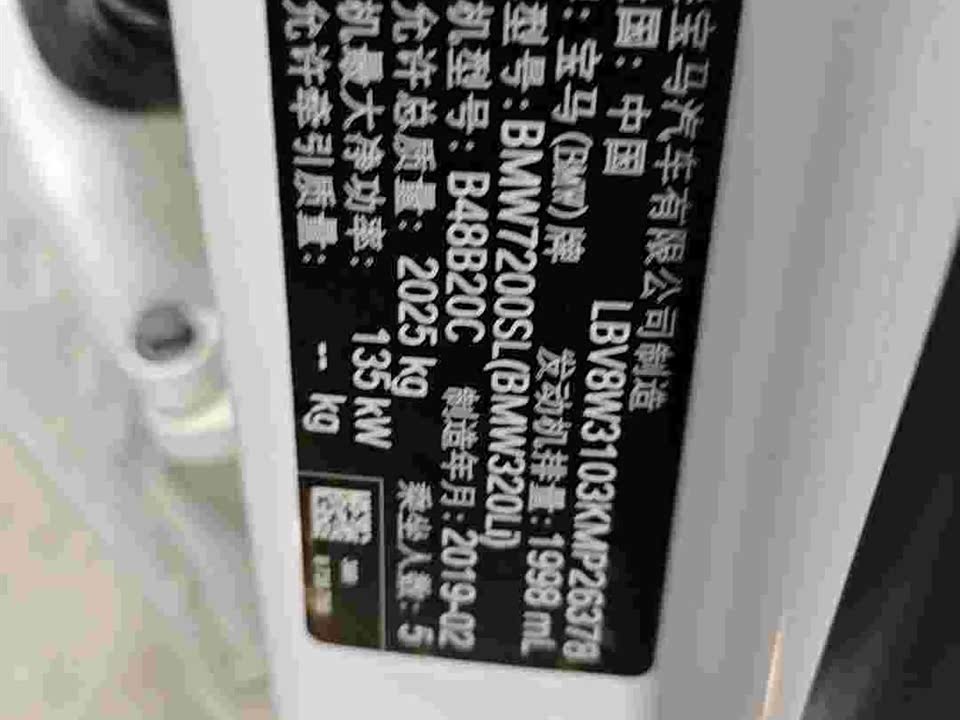 宝马汽车有限公司制造
国: 中国 LBV8W3103KMP26378
: 宝马(BMW)牌 发动机排量: 1998 mL
型号: BMW7200SL(BMW320Li)
机型号: B48B20C 制造年月: 2019-02
允许总质量: 2025 kg 乘坐人数: 5
机最大净功率: 135 kW
允许牵引质量: -- kg